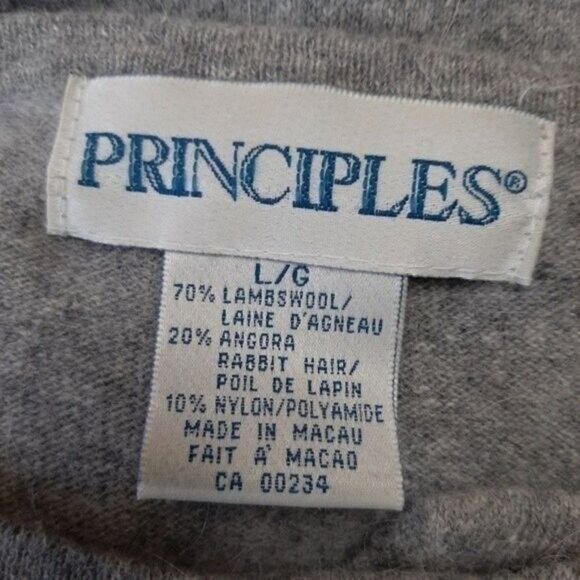 PRINCIPLES®
L/G
70% LAMBSWOOL/
LAINE D'AGNEAU
20% ANGORA
RABBIT HAIR/
POIL DE LAPIN
10% NYLON/POLYAMIDE
MADE IN MACAU
FAIT A' MACAO
CA 00234